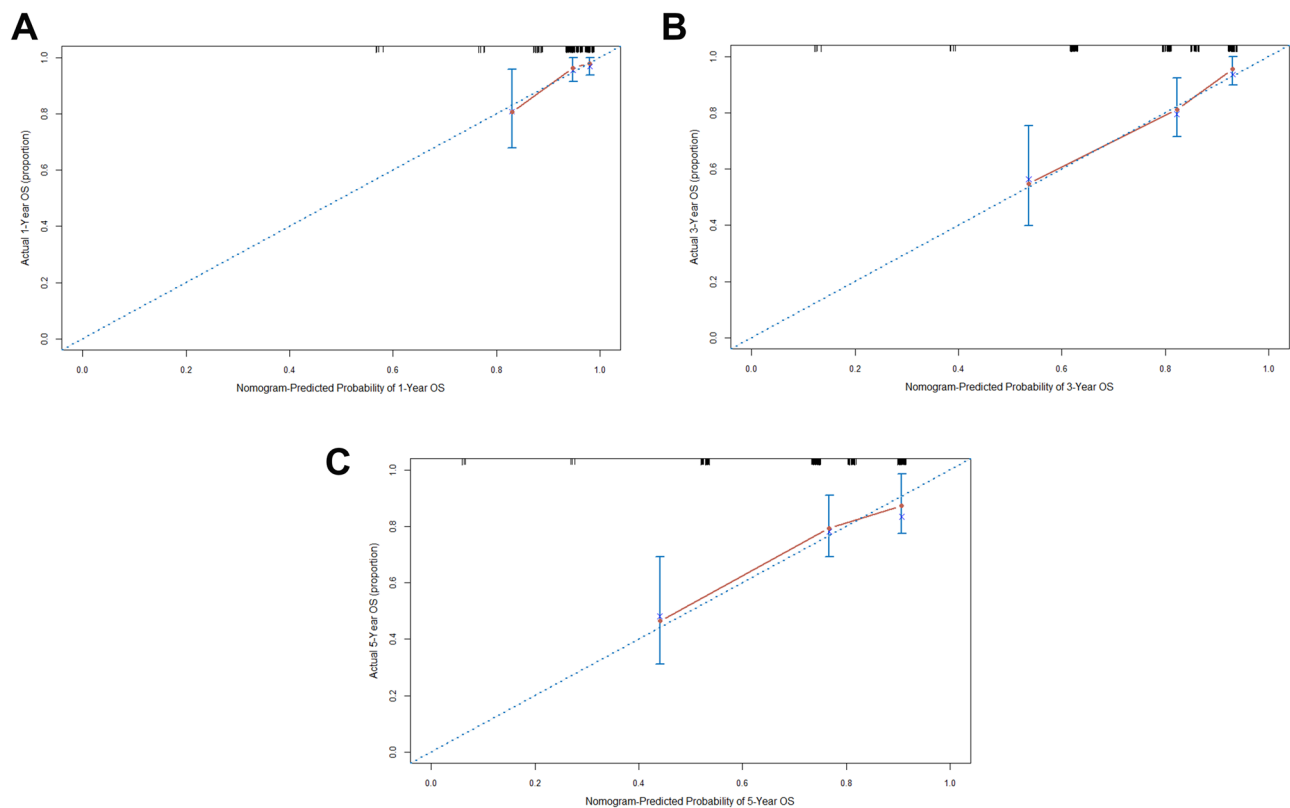 A
Actual 1-Year OS (proportion)
1.0
0.8
0.6
0.4
0.2
0.0
0.0 0.2 0.4 0.6 0.8 1.0
Nomogram-Predicted Probability of 1-Year OS
B
Actual 3-Year OS (proportion)
1.0
0.8
0.6
0.4
0.2
0.0
0.0 0.2 0.4 0.6 0.8 1.0
Nomogram-Predicted Probability of 3-Year OS
C
Actual 5-Year OS (proportion)
1.0
0.8
0.6
0.4
0.2
0.0
0.0 0.2 0.4 0.6 0.8 1.0
Nomogram-Predicted Probability of 5-Year OS